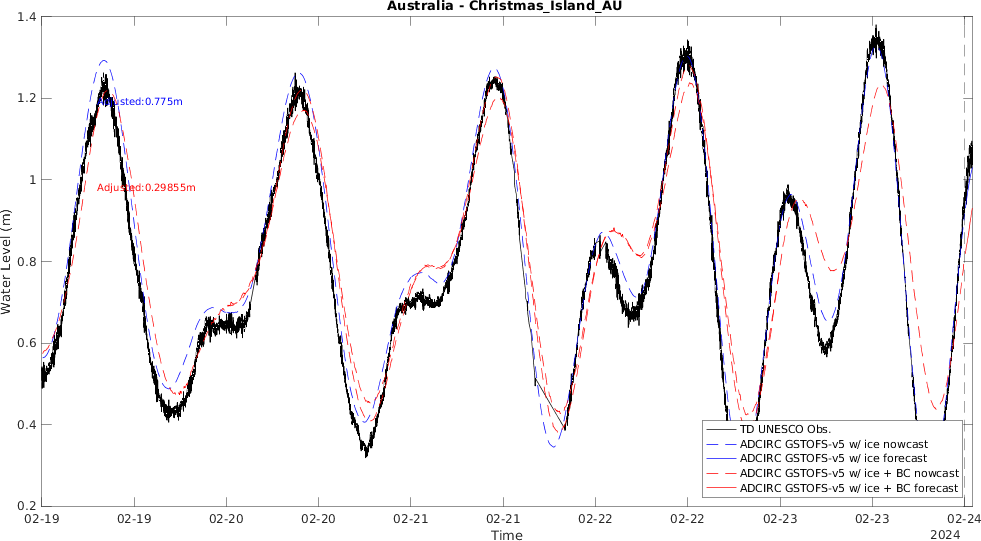 Australia - Christmas_Island_AU
1.4
1.2
1
0.8
0.6
0.4
0.2
Water Level (m)
Adjusted:0.775m
Adjusted:0.29855m
TD UNESCO Obs.
ADCIRC GSTOFS-v5 w/ ice nowcast
ADCIRC GSTOFS-v5 w/ ice forecast
ADCIRC GSTOFS-v5 w/ ice + BC nowcast
ADCIRC GSTOFS-v5 w/ ice + BC forecast
02-19 02-19 02-20 02-20 02-21 02-21 02-22 02-22 02-23 02-23 02-24
2024
Time